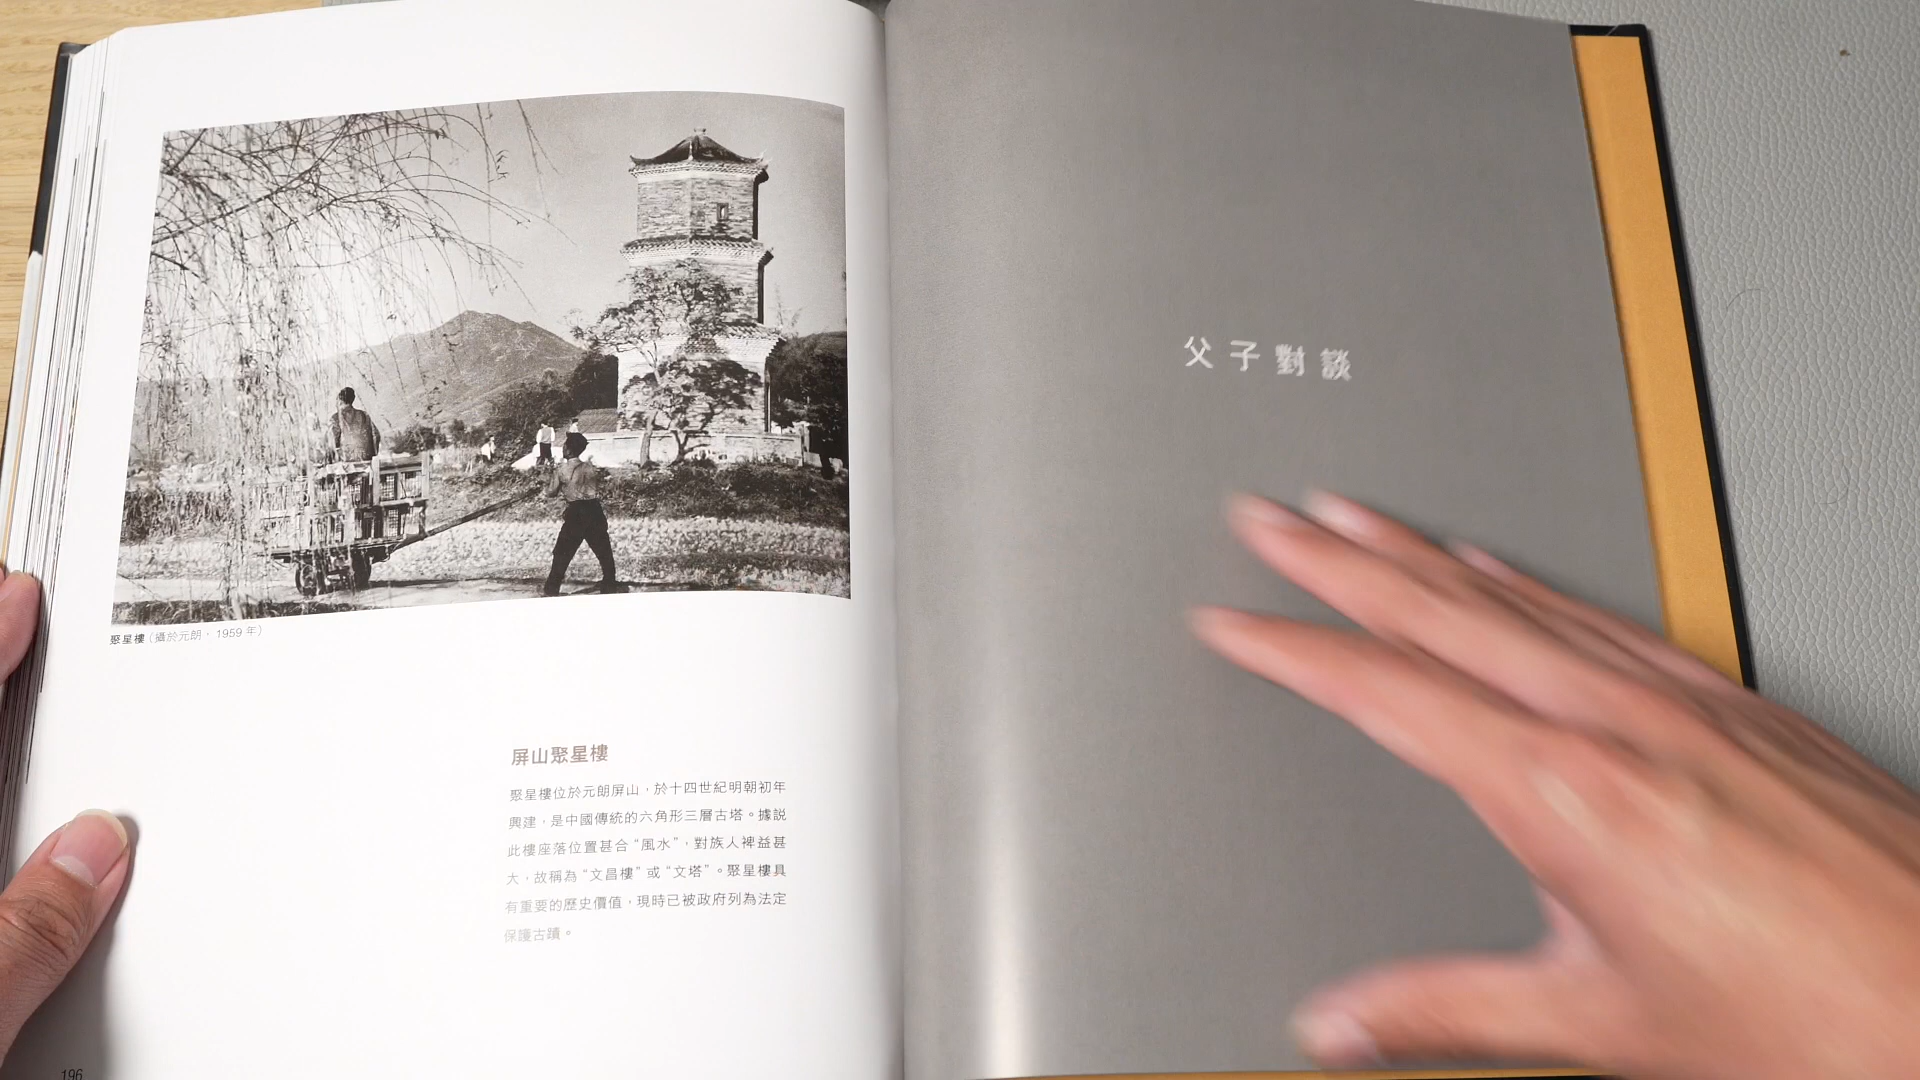 聚星樓（攝於元朗，1959 年）
屏山聚星樓
聚星樓位於元朗屏山，於十四世紀明朝初年
興建，是中國傳統的六角形三層古塔。據説
此樓座落位置甚合“風水”，對族人裨益甚
大，故稱為“文昌樓”或“文塔”。聚星樓具
有重要的歷史價值，現時已被政府列為法定
保護古蹟。
196
父子對談